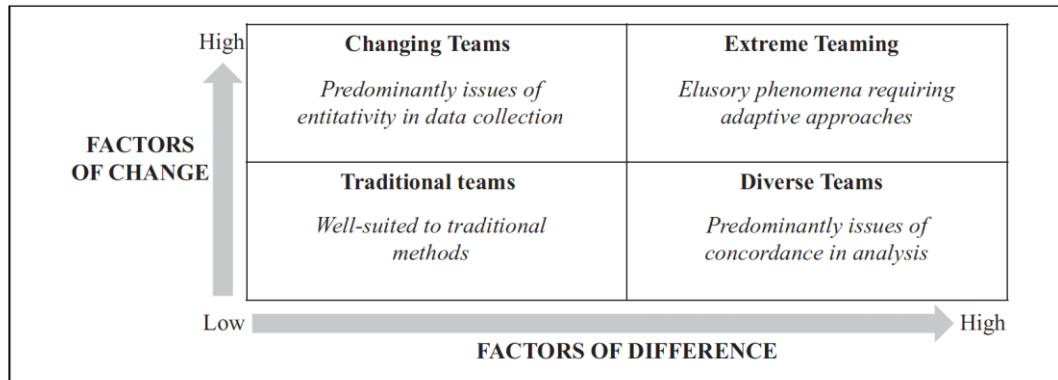 High
Changing Teams
Extreme Teaming
Predominantly issues of
entitativity in data collection
Elusory phenomena requiring
adaptive approaches
FACTORS
OF CHANGE
Traditional teams
Diverse Teams
Well-suited to traditional
methods
Predominantly issues of
concordance in analysis
Low
High
FACTORS OF DIFFERENCE